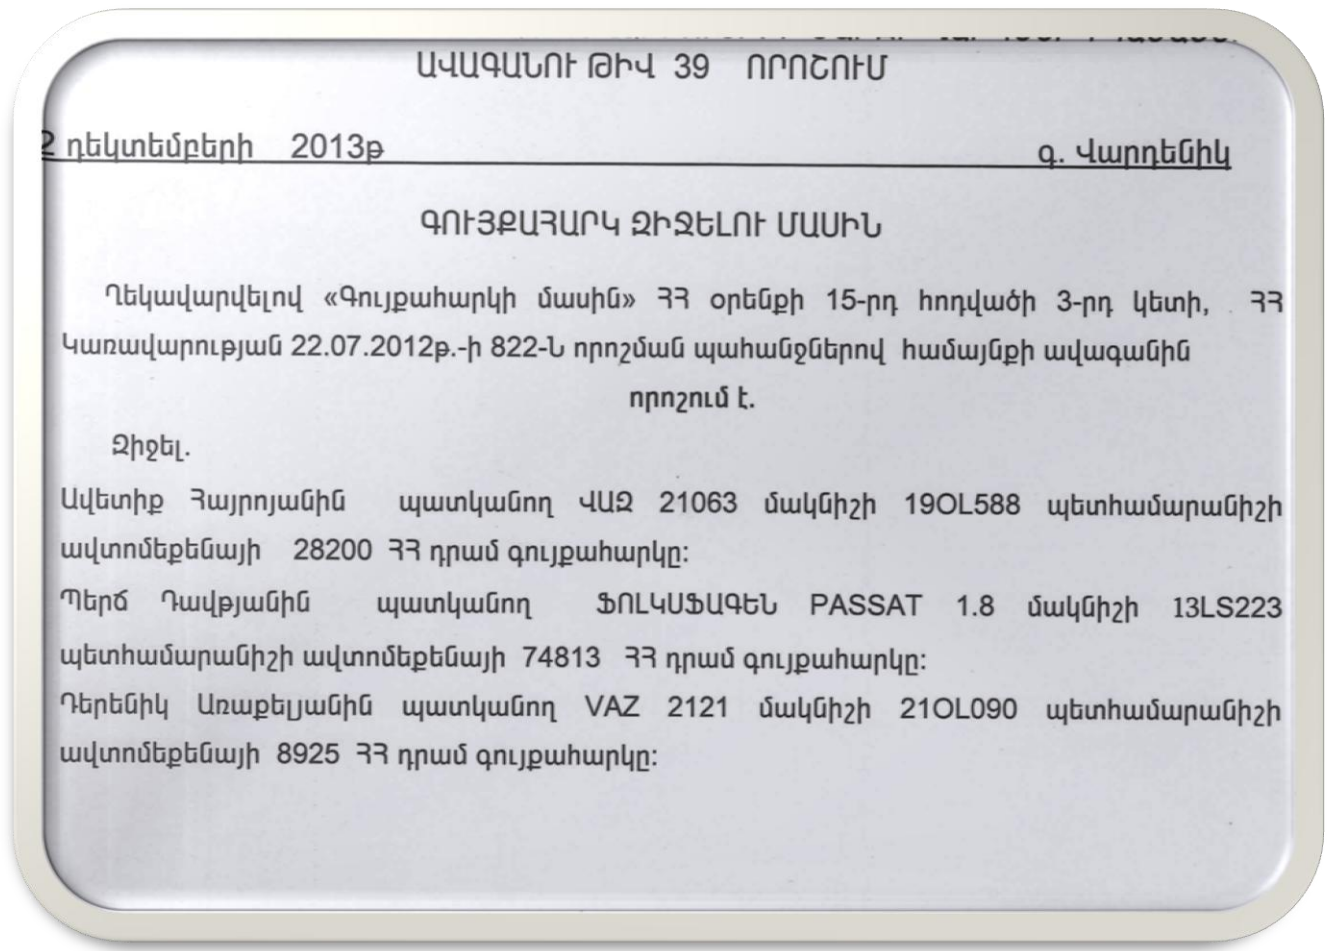 ԱՎԱԳԱՆՈՒ ԹԻՎ 39 ՈՐՈՇՈՒՄ
2 դեկտեմբերի 2013թ գ. Վարդենիկ
ԳՈՒՅՔԱՀԱՐԿ ԶԻՋԵԼՈՒ ՄԱՍԻՆ
Ղեկավարվելով «Գույքահարկի մասին» ՀՀ օրենքի 15-րդ հոդվածի 3-րդ կետի, ՀՀ
Կառավարության 22.07.2012թ.-ի 822-Ն որոշման պահանջներով համայնքի ավագանին
որոշում է.
Զիջել.
Ավետիք Հայրոյանին պատկանող ՎԱԶ 21063 մակնիշի 19OL588 պետհամարանիշի
ավտոմեքենայի 28200 ՀՀ դրամ գույքահարկը:
Պերճ Դավթյանին պատկանող ՖՈԼԿՍՖԱԳԵՆ PASSAT 1.8 մակնիշի 13LS223
պետհամարանիշի ավտոմեքենայի 74813 ՀՀ դրամ գույքահարկը:
Դերենիկ Առաքելյանին պատկանող VAZ 2121 մակնիշի 21OL090 պետհամարանիշի
ավտոմեքենայի 8925 ՀՀ դրամ գույքահարկը: